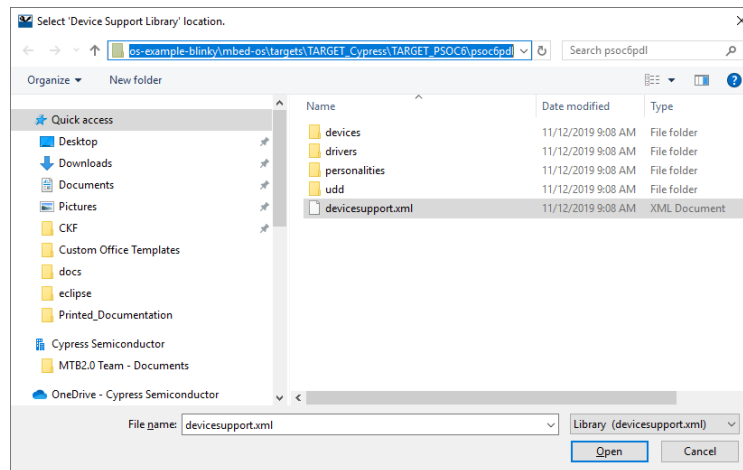 Select 'Device Support Library' location.
os-example-blinky\mbed-os\targets\TARGET_Cypress\TARGET_PSOC6\psoc6pdl
Search psoc6pdl
Organize
New folder
Name
Date modified
Type
Quick access
Desktop
Downloads
Documents
Pictures
CKF
Custom Office Templates
docs
eclipse
Printed_Documentation
Cypress Semiconductor
MTB2.0 Team - Documents
OneDrive - Cypress Semiconductor
devices 11/12/2019 9:08 AM File folder
drivers 11/12/2019 9:08 AM File folder
personalities 11/12/2019 9:08 AM File folder
udd 11/12/2019 9:08 AM File folder
devicesupport.xml 11/12/2019 9:08 AM XML Document
File name: devicesupport.xml
Library (devicesupport.xml)
Open
Cancel